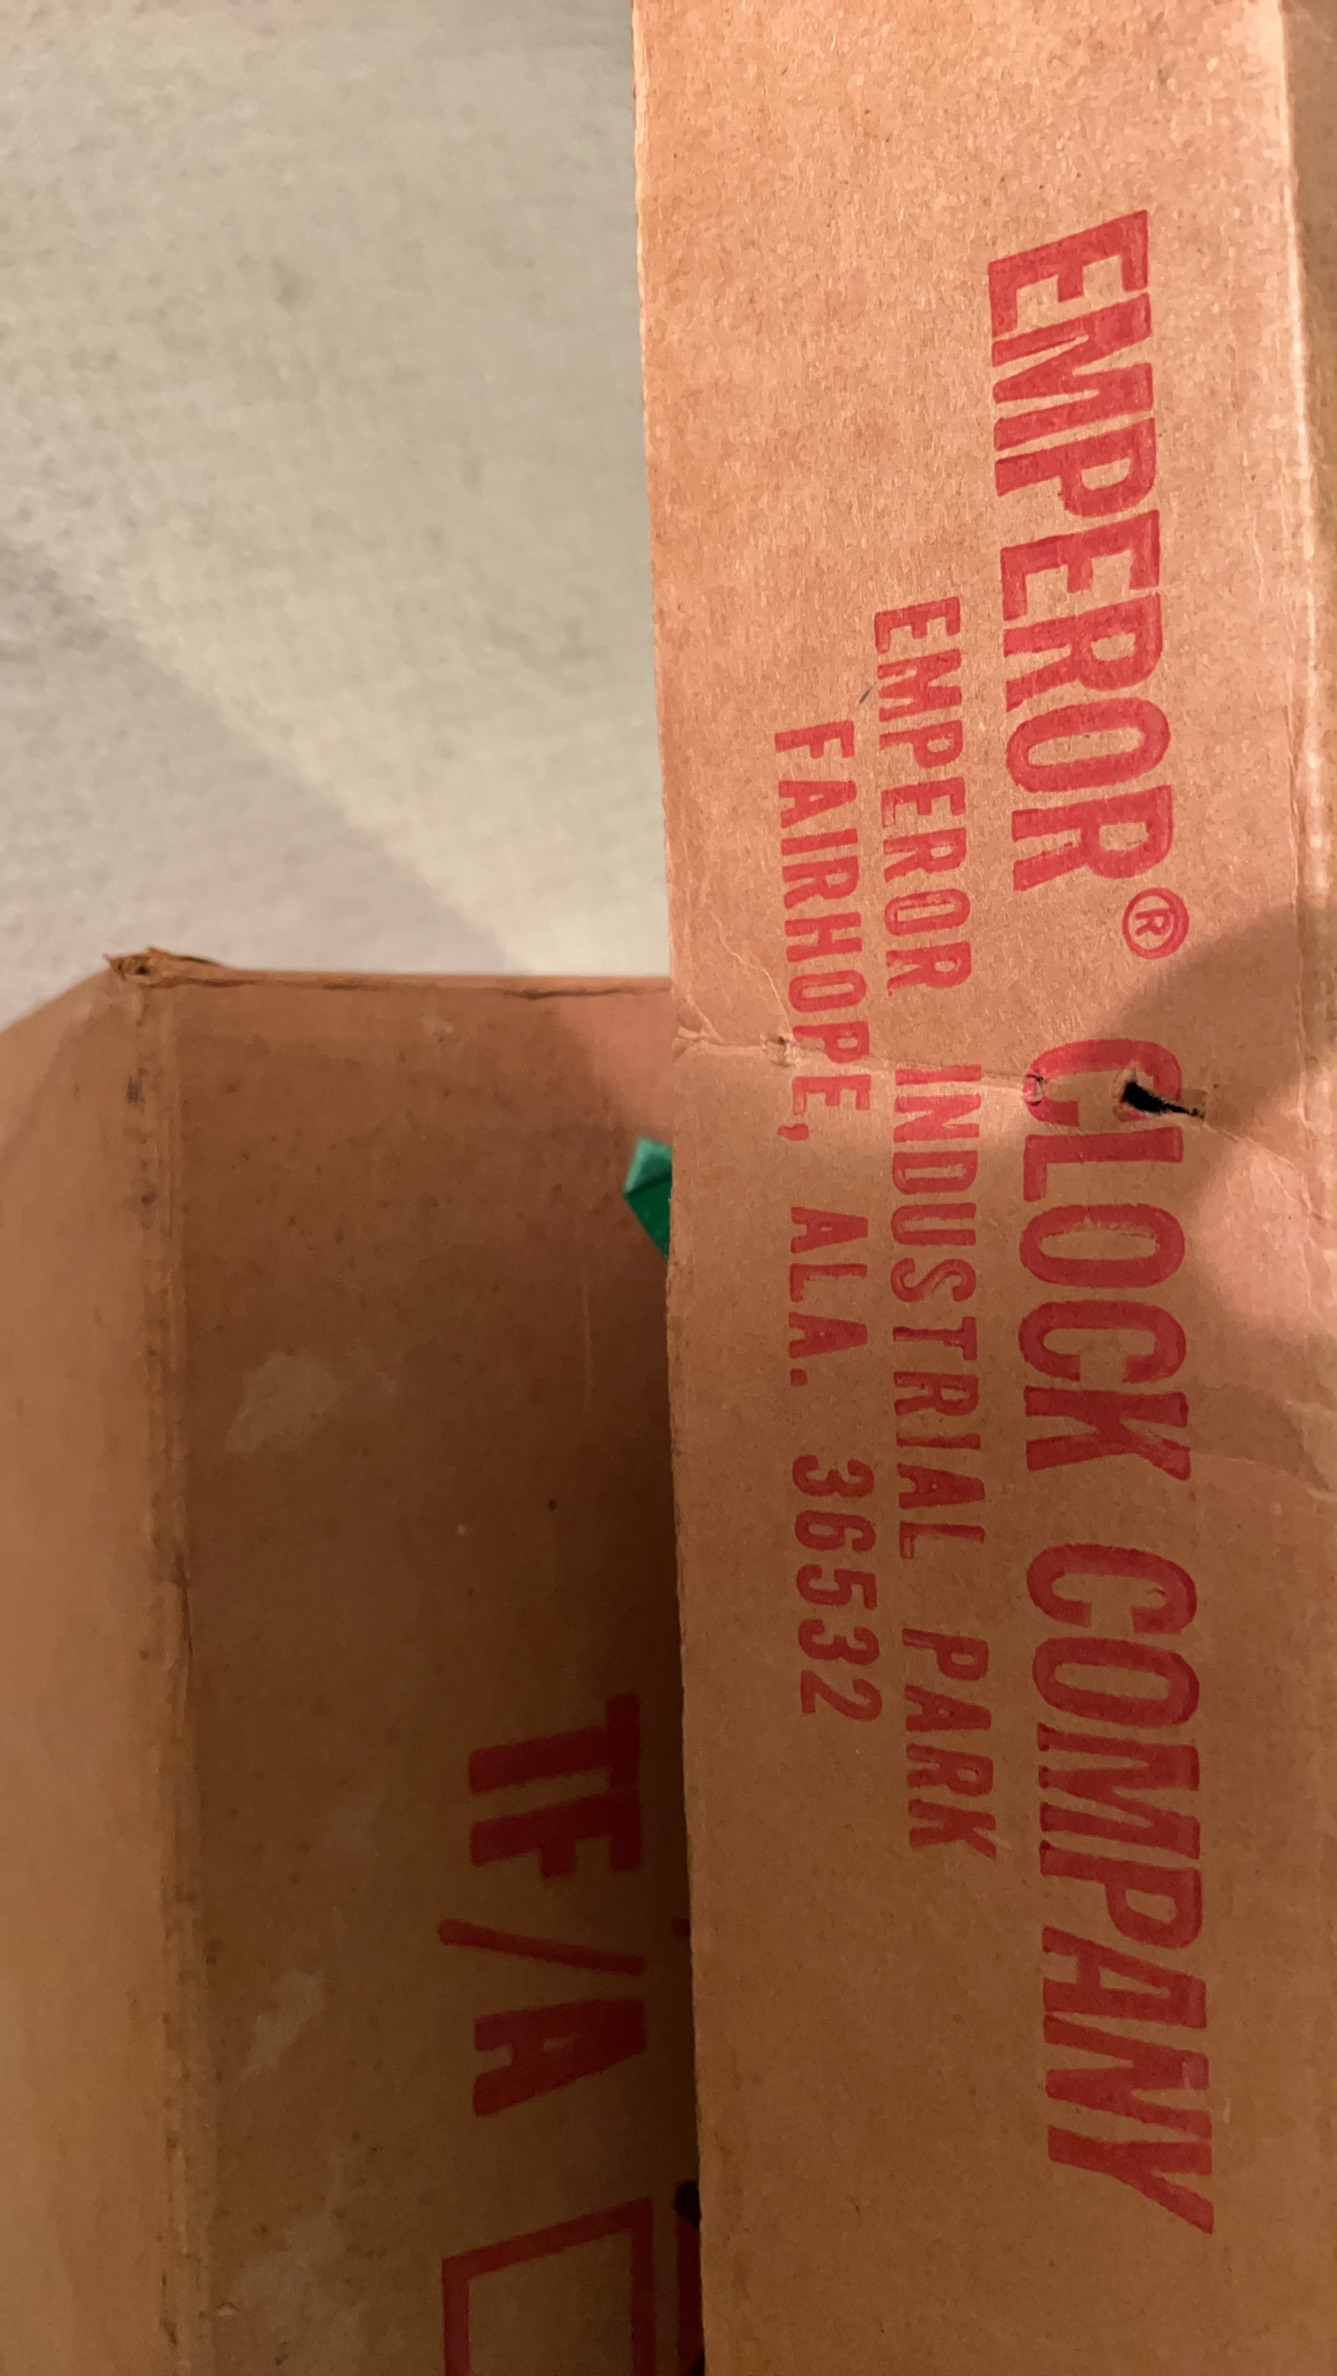 EMPEROR® CLOCK COMPANY
EMPEROR INDUSTRIAL PARK
FAIRHOPE, ALA. 36532
TF/A